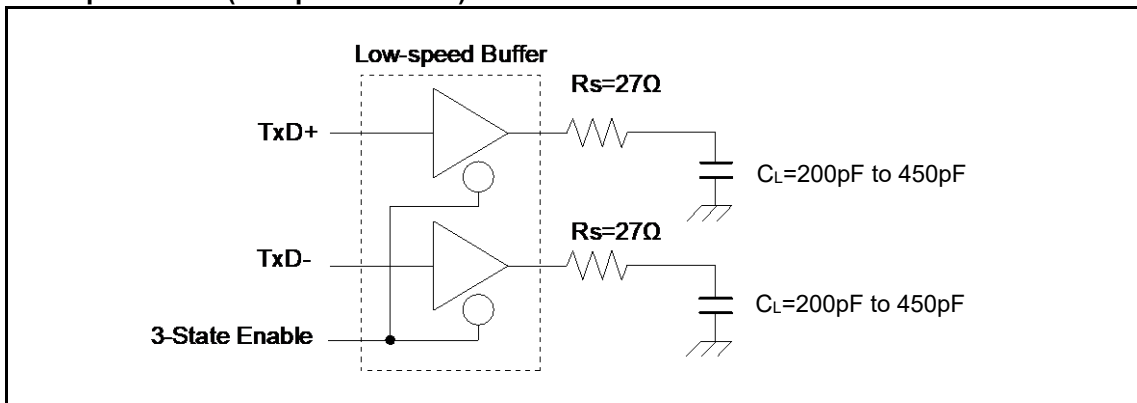 Low-speed Buffer
Rs=27Ω
TxD+
CL=200pF to 450pF
Rs=27Ω
TxD-
CL=200pF to 450pF
3-State Enable